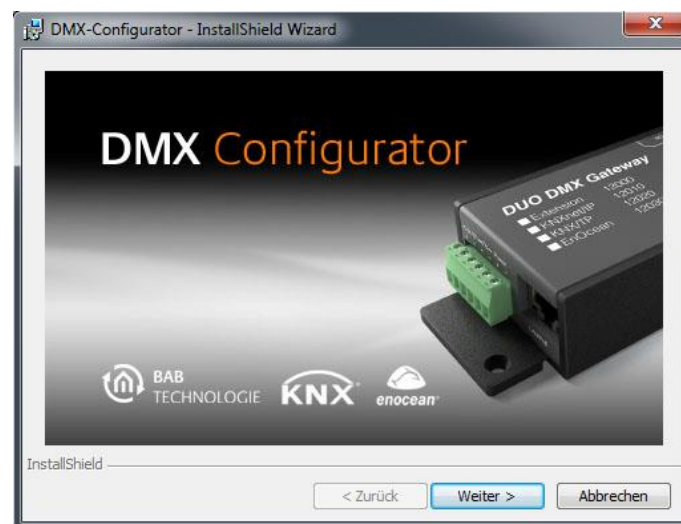 DMX-Configurator - InstallShield Wizard
DMX Configurator
DUO DMX Gateway
Extension 12000
KNXnet/IP 12010
KNX/TP 12020
EnOcean 12030
BAB
TECHNOLOGIE
KNX
enocean
InstallShield
< Zurück
Weiter >
Abbrechen